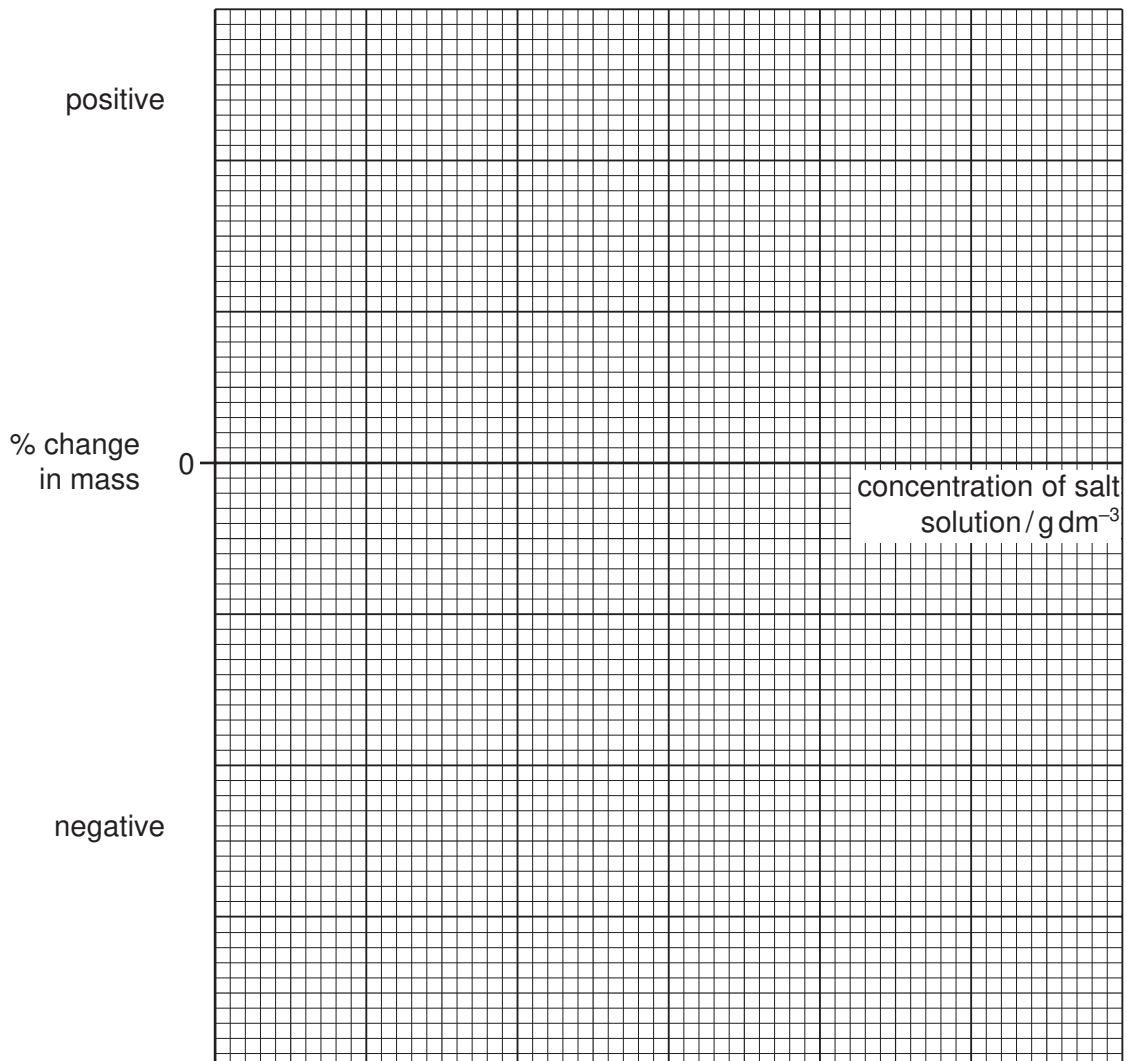 positive
% change
in mass
0
concentration of salt
solution / g dm⁻³
negative